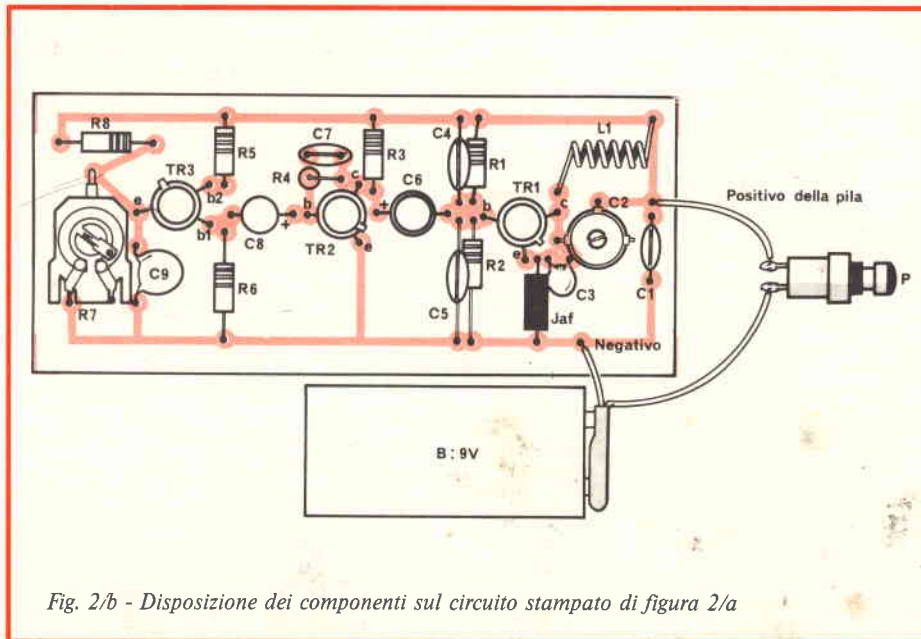 R8
R5
C7
R3
C4
R1
L1
TR3
R4
c
C6
TR1
C2
Positivo della pila
e
b2
+
b
c
b1
C8
+
b
TR2
e
R2
e
P
C9
R6
C5
C3
C1
R7
Jaf
Negativo
B : 9V
Fig. 2/b - Disposizione dei componenti sul circuito stampato di figura 2/a